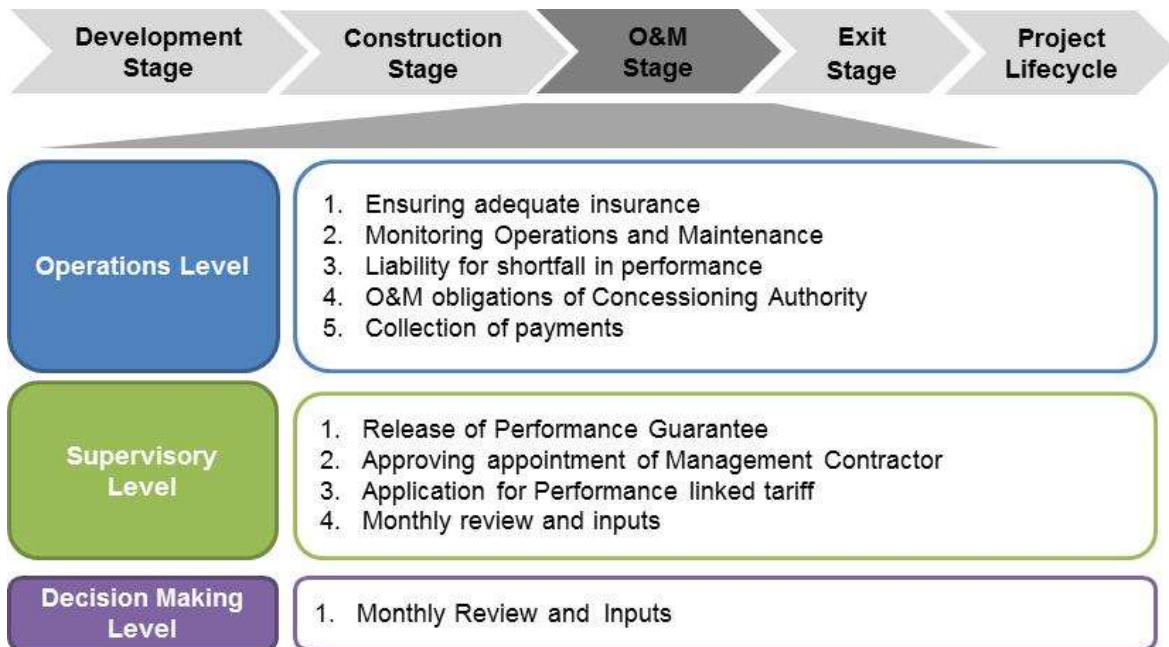 Development
Stage
Construction
Stage
O&M
Stage
Exit
Stage
Project
Lifecycle
Operations Level
1. Ensuring adequate insurance
2. Monitoring Operations and Maintenance
3. Liability for shortfall in performance
4. O&M obligations of Concessioning Authority
5. Collection of payments
Supervisory
Level
1. Release of Performance Guarantee
2. Approving appointment of Management Contractor
3. Application for Performance linked tariff
4. Monthly review and inputs
Decision Making
Level
1. Monthly Review and Inputs